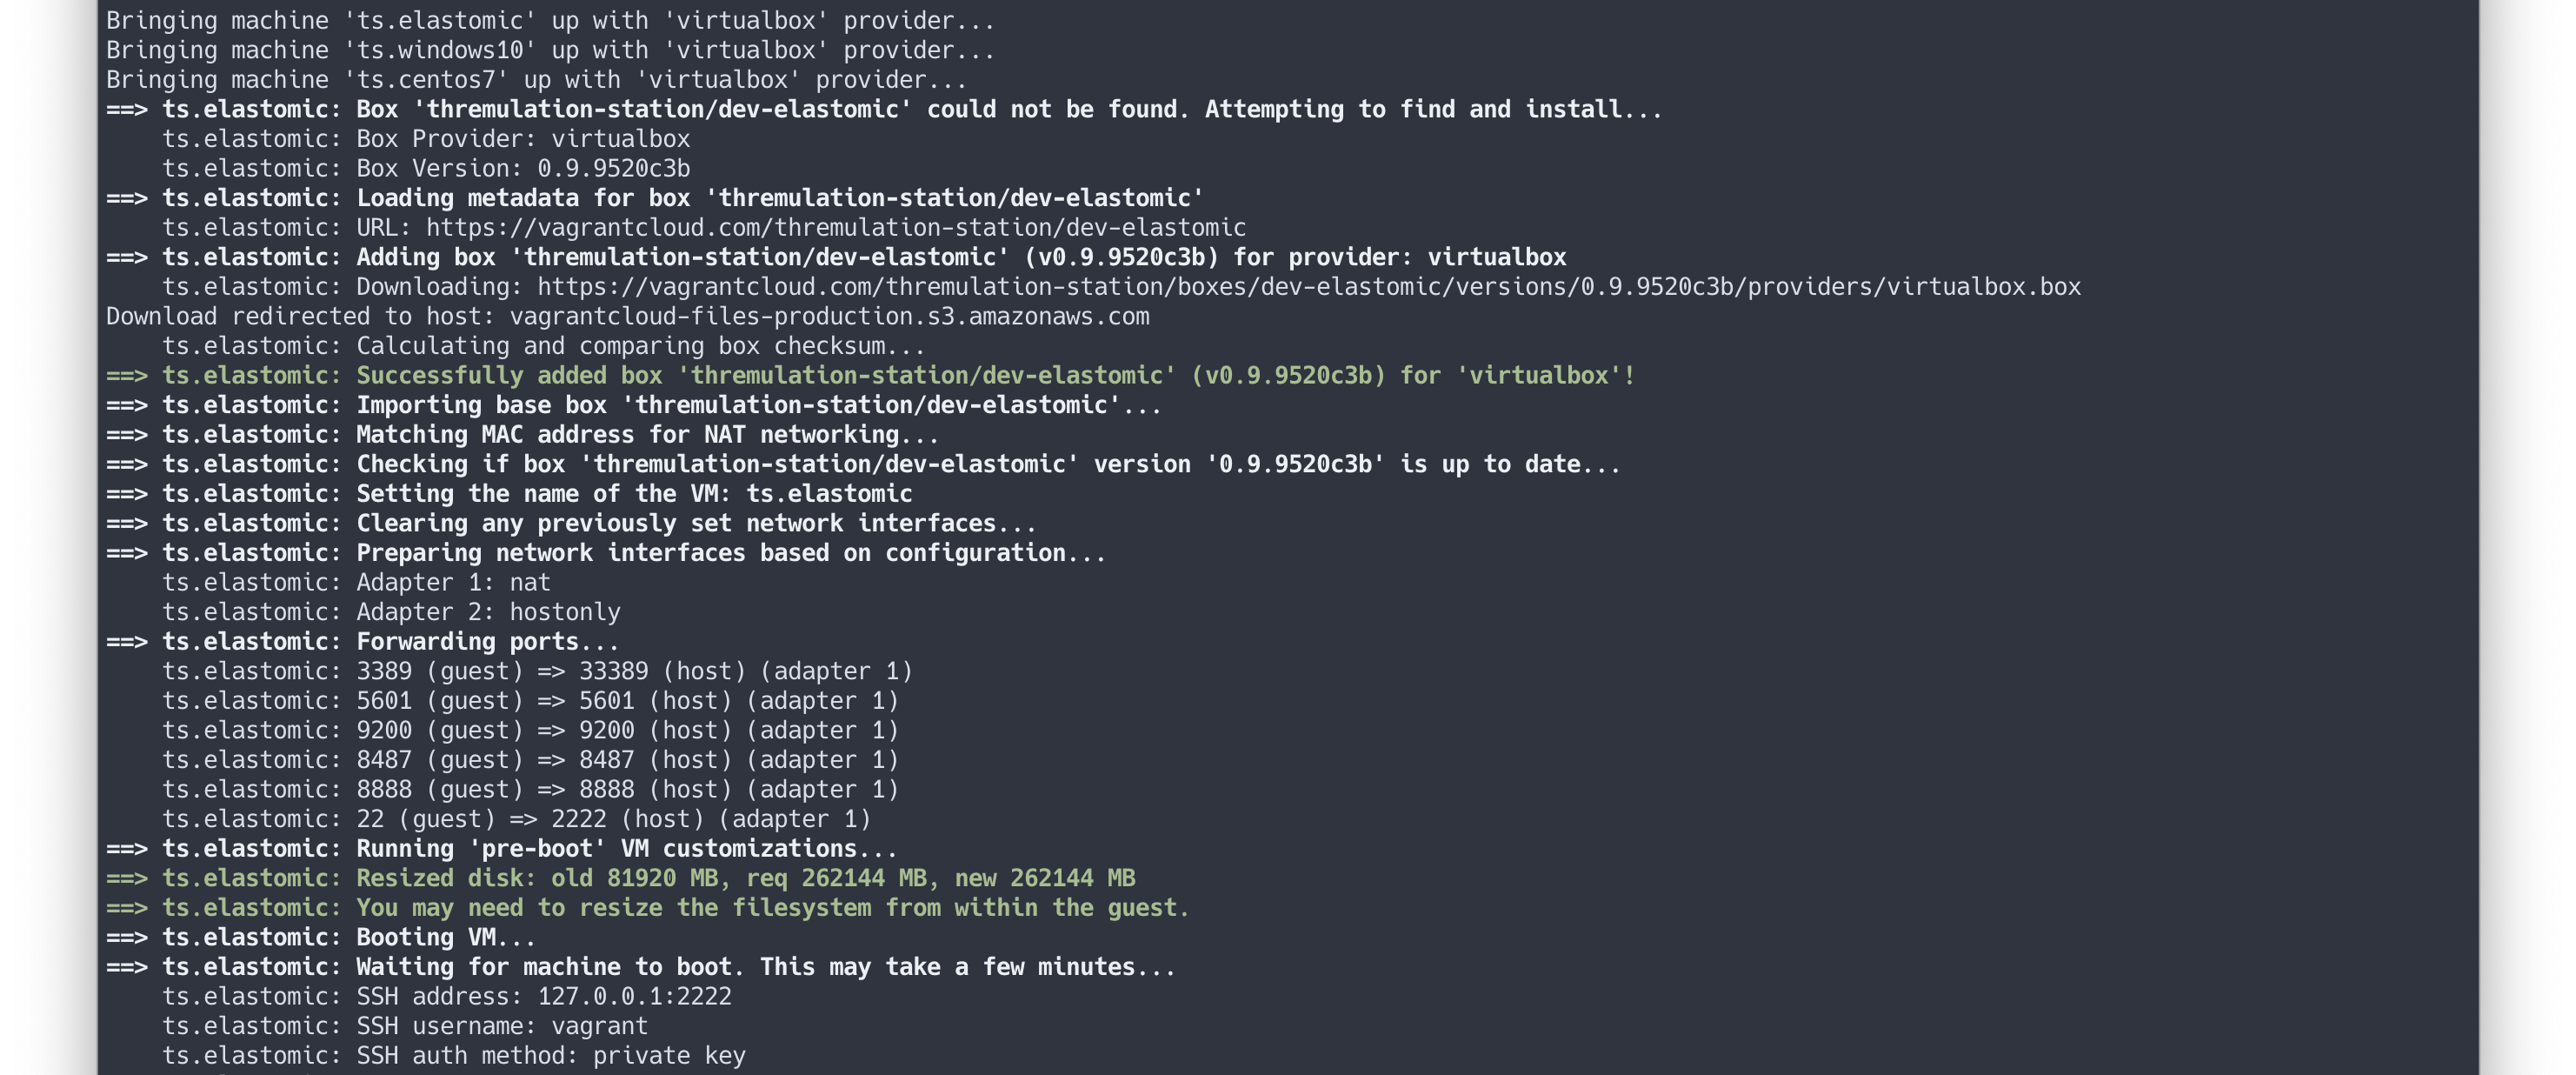 Bringing machine 'ts.elastomic' up with 'virtualbox' provider...
Bringing machine 'ts.windows10' up with 'virtualbox' provider...
Bringing machine 'ts.centos7' up with 'virtualbox' provider...
==> ts.elastomic: Box 'thremulation-station/dev-elastomic' could not be found. Attempting to find and install...
    ts.elastomic: Box Provider: virtualbox
    ts.elastomic: Box Version: 0.9.9520c3b
==> ts.elastomic: Loading metadata for box 'thremulation-station/dev-elastomic'
    ts.elastomic: URL: https://vagrantcloud.com/thremulation-station/dev-elastomic
==> ts.elastomic: Adding box 'thremulation-station/dev-elastomic' (v0.9.9520c3b) for provider: virtualbox
    ts.elastomic: Downloading: https://vagrantcloud.com/thremulation-station/boxes/dev-elastomic/versions/0.9.9520c3b/providers/virtualbox.box
Download redirected to host: vagrantcloud-files-production.s3.amazonaws.com
    ts.elastomic: Calculating and comparing box checksum...
==> ts.elastomic: Successfully added box 'thremulation-station/dev-elastomic' (v0.9.9520c3b) for 'virtualbox'!
==> ts.elastomic: Importing base box 'thremulation-station/dev-elastomic'...
==> ts.elastomic: Matching MAC address for NAT networking...
==> ts.elastomic: Checking if box 'thremulation-station/dev-elastomic' version '0.9.9520c3b' is up to date...
==> ts.elastomic: Setting the name of the VM: ts.elastomic
==> ts.elastomic: Clearing any previously set network interfaces...
==> ts.elastomic: Preparing network interfaces based on configuration...
    ts.elastomic: Adapter 1: nat
    ts.elastomic: Adapter 2: hostonly
==> ts.elastomic: Forwarding ports...
    ts.elastomic: 3389 (guest) => 33389 (host) (adapter 1)
    ts.elastomic: 5601 (guest) => 5601 (host) (adapter 1)
    ts.elastomic: 9200 (guest) => 9200 (host) (adapter 1)
    ts.elastomic: 8487 (guest) => 8487 (host) (adapter 1)
    ts.elastomic: 8888 (guest) => 8888 (host) (adapter 1)
    ts.elastomic: 22 (guest) => 2222 (host) (adapter 1)
==> ts.elastomic: Running 'pre-boot' VM customizations...
==> ts.elastomic: Resized disk: old 81920 MB, req 262144 MB, new 262144 MB
==> ts.elastomic: You may need to resize the filesystem from within the guest.
==> ts.elastomic: Booting VM...
==> ts.elastomic: Waiting for machine to boot. This may take a few minutes...
    ts.elastomic: SSH address: 127.0.0.1:2222
    ts.elastomic: SSH username: vagrant
    ts.elastomic: SSH auth method: private key